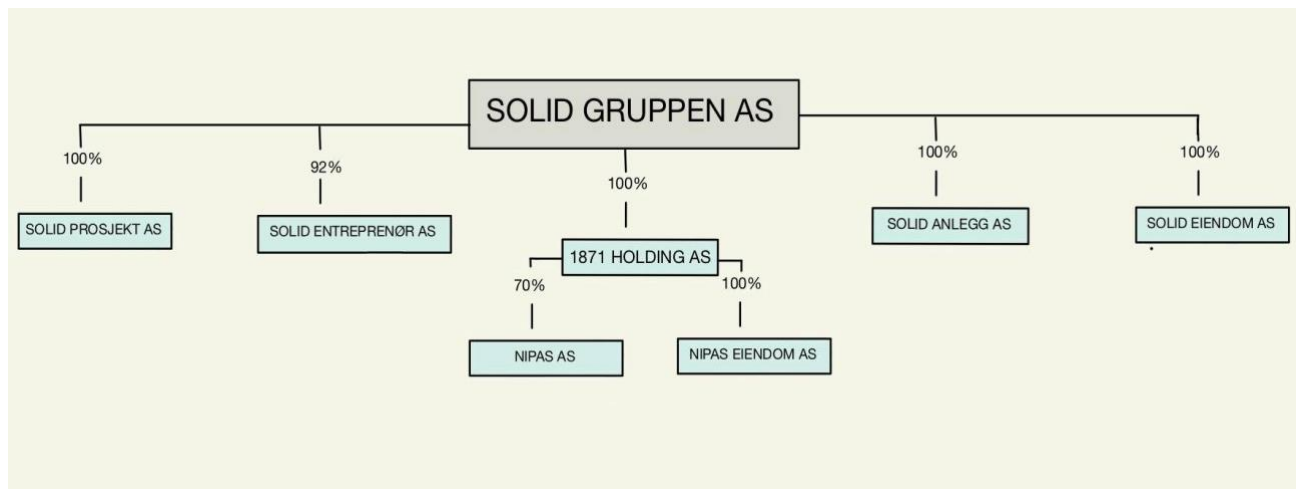 SOLID GRUPPEN AS
100%
92%
100%
100%
100%
SOLID PROSJEKT AS
SOLID ENTREPRENØR AS
SOLID ANLEGG AS
SOLID EIENDOM AS
1871 HOLDING AS
70%
100%
NIPAS AS
NIPAS EIENDOM AS